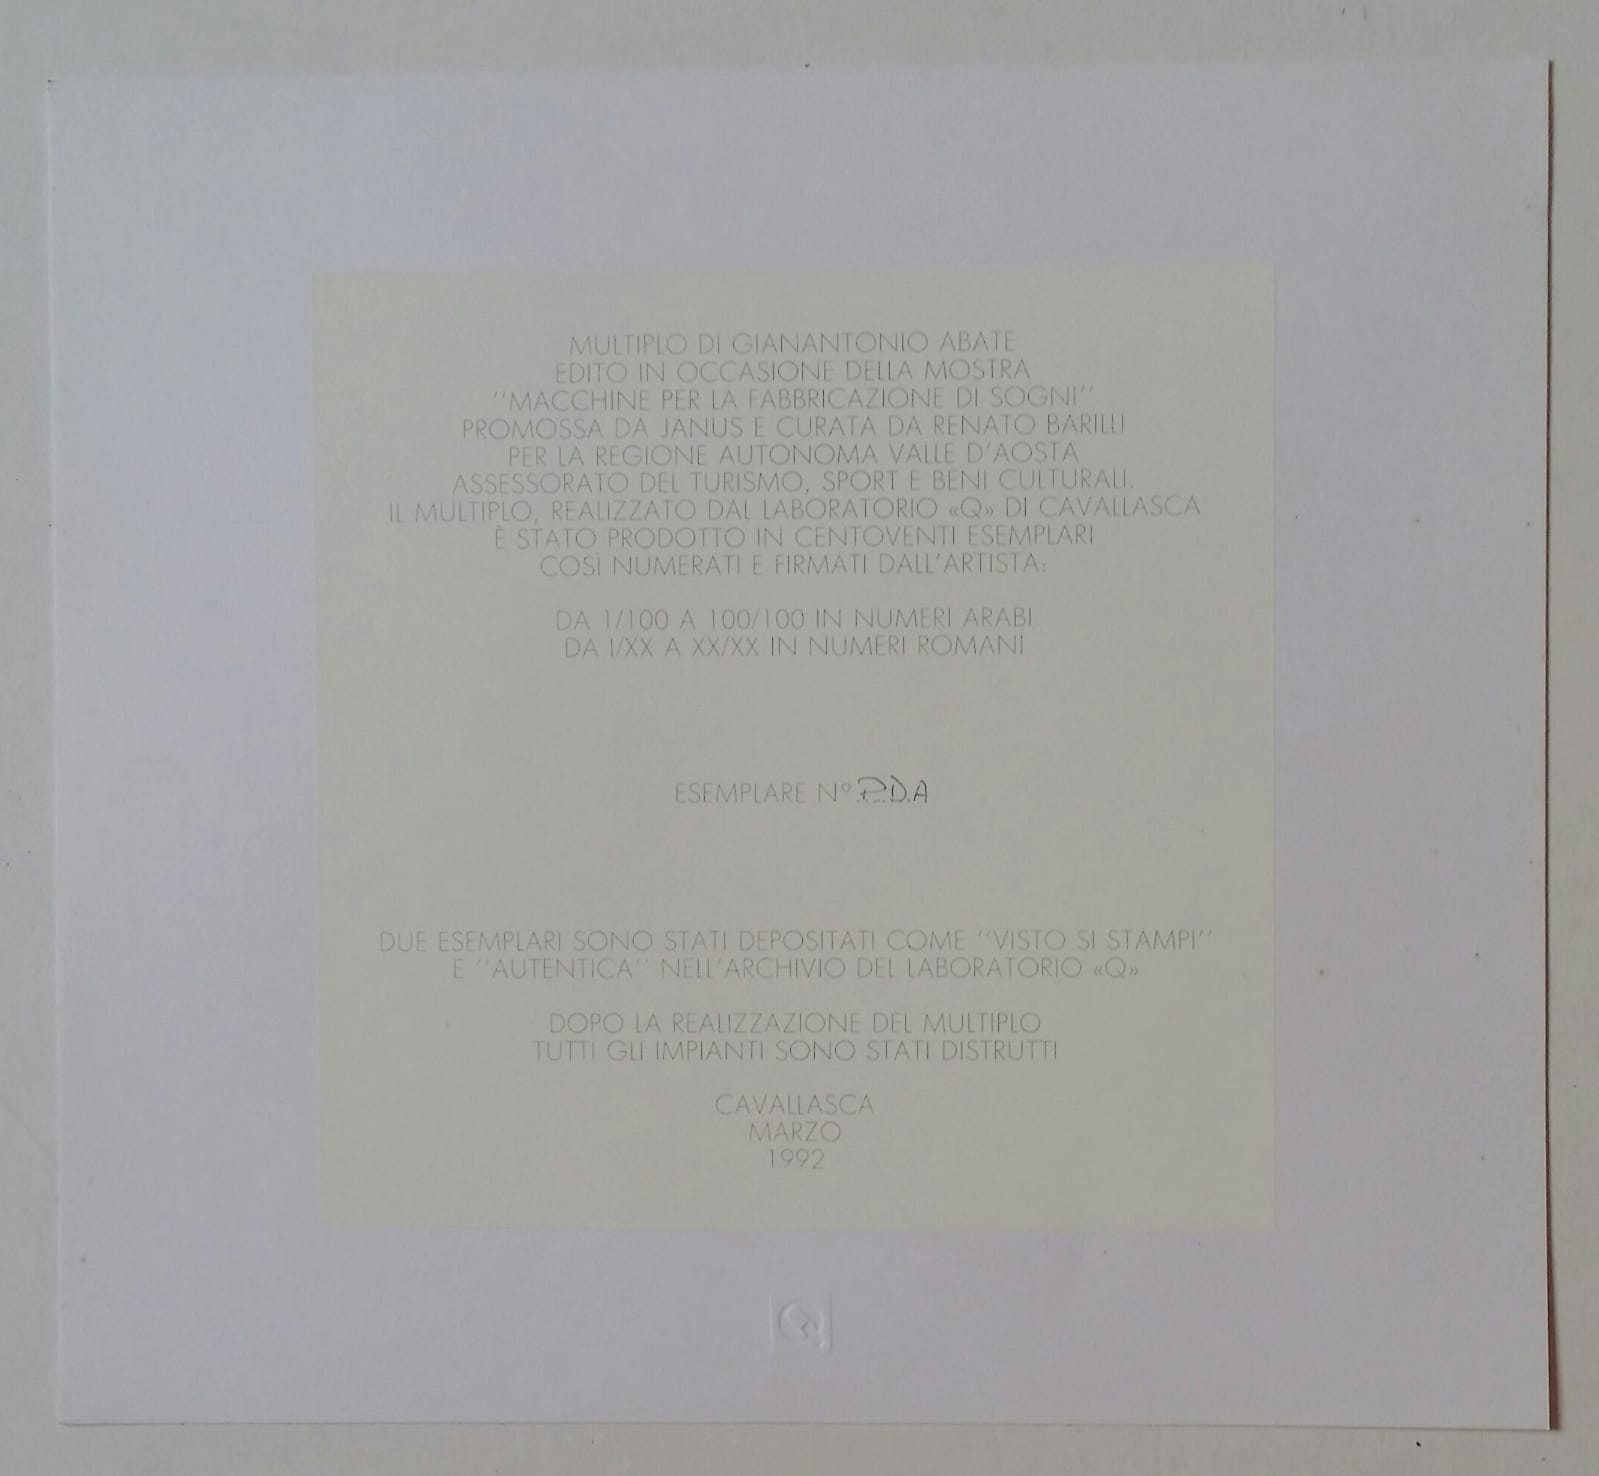 MULTIPLO DI GIANANTONIO ABATE
EDITO IN OCCASIONE DELLA MOSTRA
''MACCHINE PER LA FABBRICAZIONE DI SOGNI''
PROMOSSA DA JANUS E CURATA DA RENATO BARILLI
PER LA REGIONE AUTONOMA VALLE D'AOSTA
ASSESSORATO DEL TURISMO, SPORT E BENI CULTURALI.
IL MULTIPLO, REALIZZATO DAL LABORATORIO «Q» DI CAVALLASCA
È STATO PRODOTTO IN CENTOVENTI ESEMPLARI
COSÌ NUMERATI E FIRMATI DALL'ARTISTA:
DA 1/100 A 100/100 IN NUMERI ARABI
DA I/XX A XX/XX IN NUMERI ROMANI
ESEMPLARE N° P.D.A
DUE ESEMPLARI SONO STATI DEPOSITATI COME ''VISTO SI STAMPI''
E ''AUTENTICA'' NELL'ARCHIVIO DEL LABORATORIO «Q»
DOPO LA REALIZZAZIONE DEL MULTIPLO
TUTTI GLI IMPIANTI SONO STATI DISTRUTTI
CAVALLASCA
MARZO
1992
Q